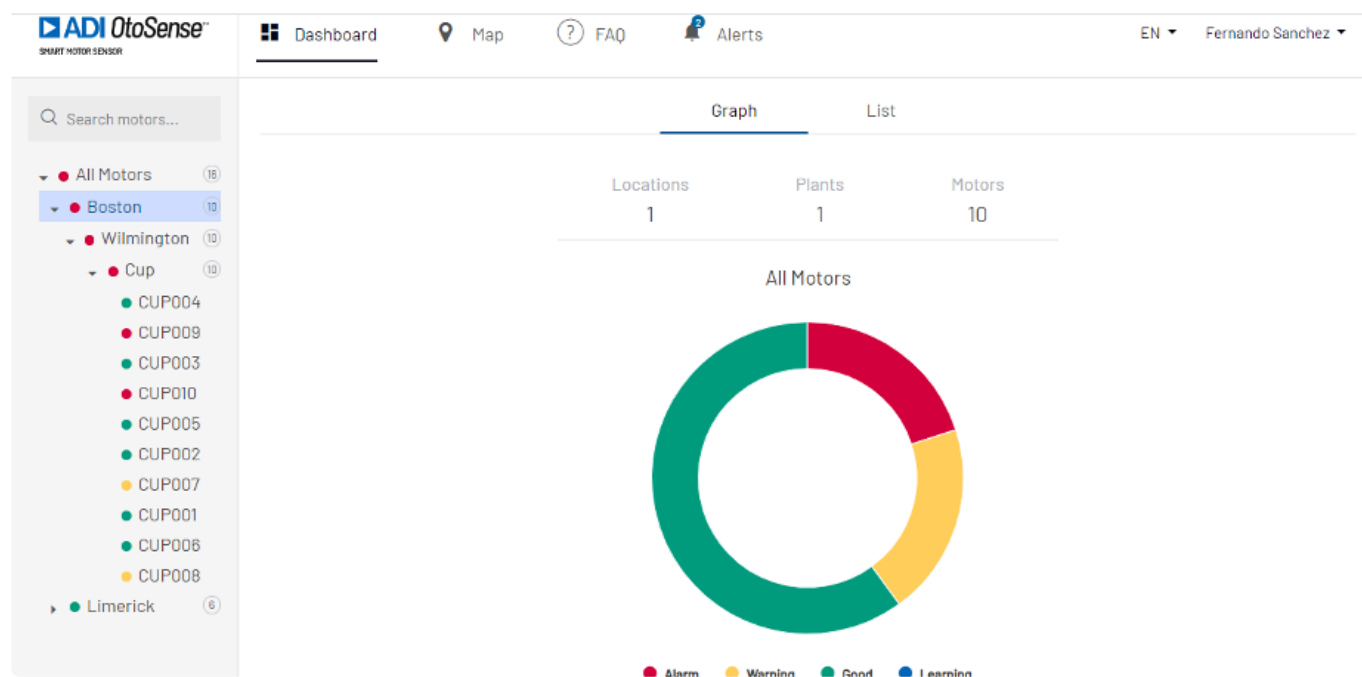 ADI OtoSense™
SMART MOTOR SENSOR
Dashboard
Map
? FAQ
2
Alerts
EN
Fernando Sanchez
Search motors...
Graph
List
All Motors 16
Boston 10
Wilmington 10
Cup 10
CUP004
CUP009
CUP003
CUP010
CUP005
CUP002
CUP007
CUP001
CUP006
CUP008
Limerick 6
Locations
Plants
Motors
1
1
10
All Motors
Alarm
Warning
Good
Learning